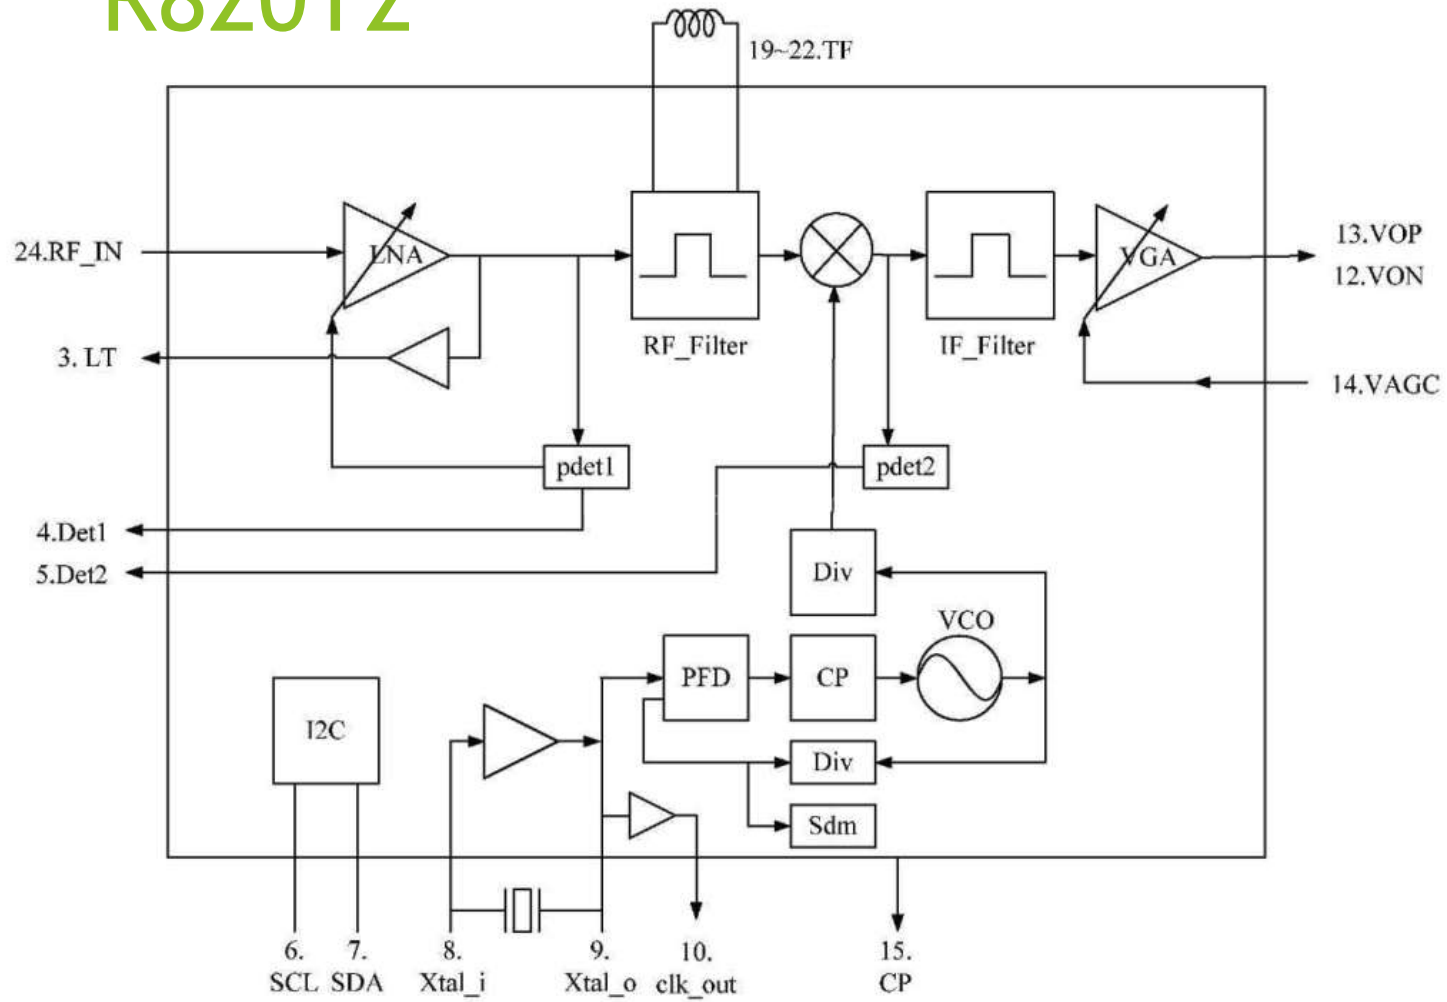 R820T2
19~22.TF
24.RF_IN
LNA
VGA
13.VOP
12.VON
RF_Filter
IF_Filter
3. LT
14.VAGC
pdet1
pdet2
4.Det1
5.Det2
Div
VCO
PFD
CP
I2C
Div
Sdm
6.
SCL
7.
SDA
8.
Xtal_i
9.
Xtal_o
10.
clk_out
15.
CP